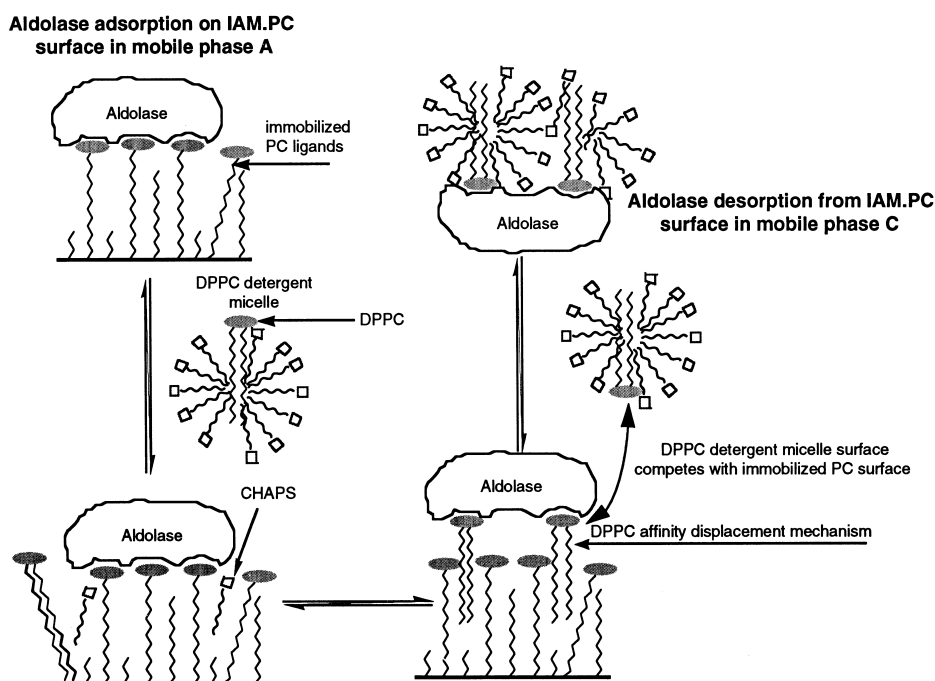 Aldolase adsorption on IAM.PC
surface in mobile phase A
Aldolase
immobilized
PC ligands
Aldolase
Aldolase desorption from IAM.PC
surface in mobile phase C
DPPC detergent
micelle
DPPC
DPPC detergent micelle surface
competes with immobilized PC surface
CHAPS
Aldolase
Aldolase
DPPC affinity displacement mechanism